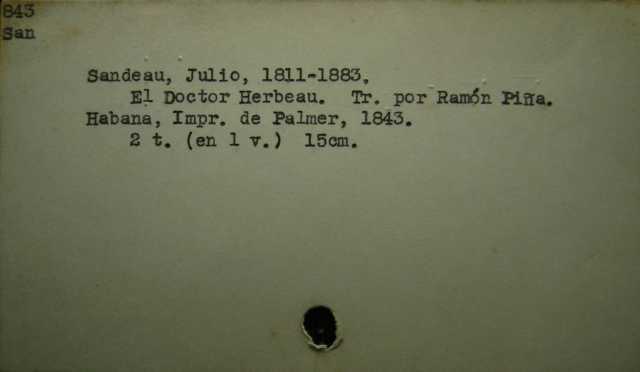 843
San
Sandeau, Julio, 1811-1883.
El Doctor Herbeau. Tr. por Ramón Piña.
Habana, Impr. de Palmer, 1843.
2 t. (en 1 v.) 15cm.